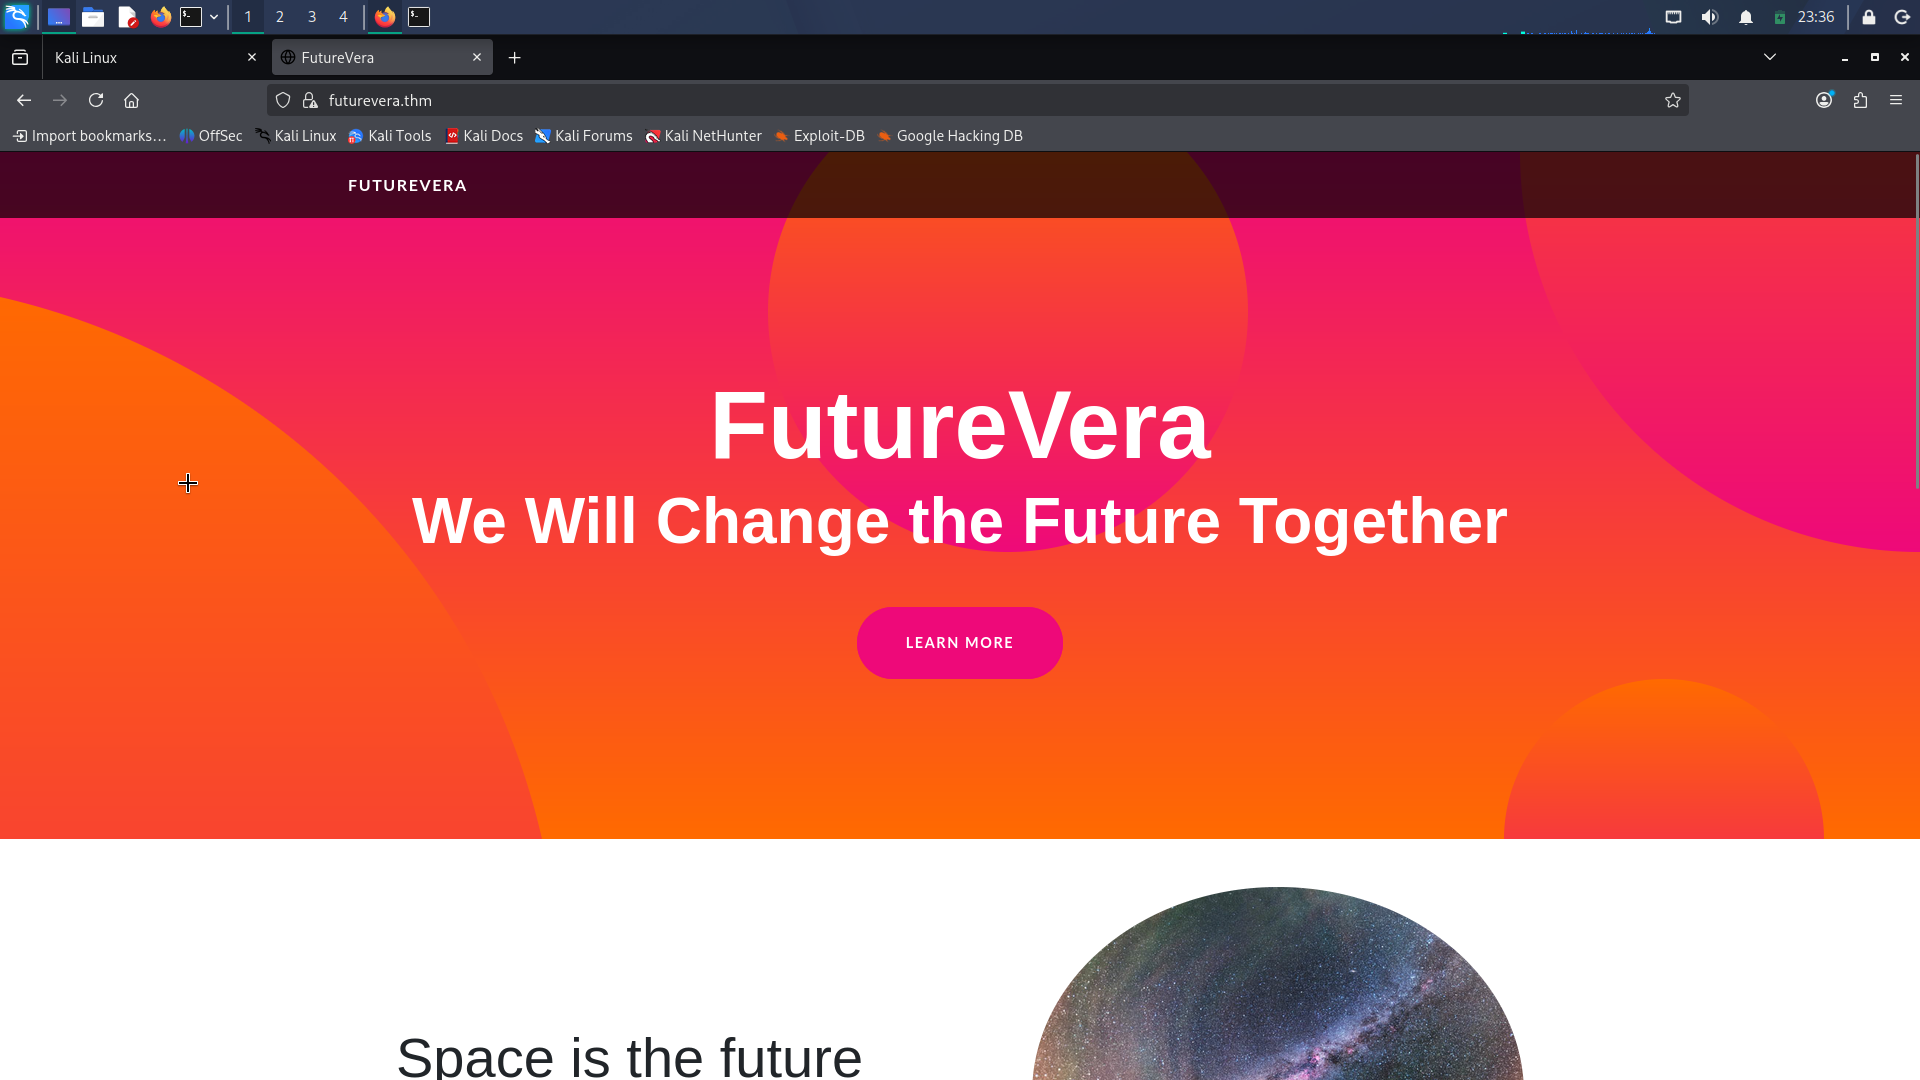 1 2 3 4 23:36
Kali Linux FutureVera
futurevera.thm
Import bookmarks... OffSec Kali Linux Kali Tools Kali Docs Kali Forums Kali NetHunter Exploit-DB Google Hacking DB
FUTUREVERA
FutureVera
We Will Change the Future Together
LEARN MORE
Space is the future